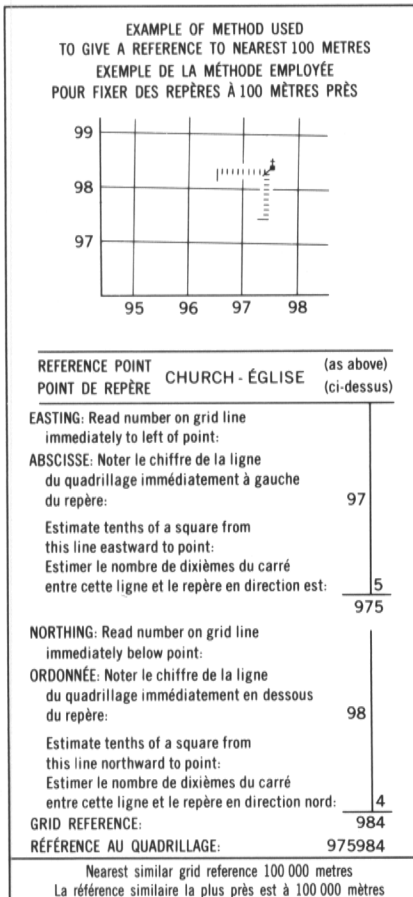 EXAMPLE OF METHOD USED
TO GIVE A REFERENCE TO NEAREST 100 METRES
EXEMPLE DE LA MÉTHODE EMPLOYÉE
POUR FIXER DES REPÈRES À 100 MÈTRES PRÈS
99
98
97
95 96 97 98
REFERENCE POINT
POINT DE REPÈRE
CHURCH - ÉGLISE
(as above)
(ci-dessus)
EASTING: Read number on grid line
immediately to left of point:
ABSCISSE: Noter le chiffre de la ligne
du quadrillage immédiatement à gauche
du repère: 97
Estimate tenths of a square from
this line eastward to point:
Estimer le nombre de dixièmes du carré
entre cette ligne et le repère en direction est: 5
975
NORTHING: Read number on grid line
immediately below point:
ORDONNÉE: Noter le chiffre de la ligne
du quadrillage immédiatement en dessous
du repère: 98
Estimate tenths of a square from
this line northward to point:
Estimer le nombre de dixièmes du carré
entre cette ligne et le repère en direction nord: 4
GRID REFERENCE: 984
RÉFÉRENCE AU QUADRILLAGE: 975984
Nearest similar grid reference 100 000 metres
La référence similaire la plus près est à 100 000 mètres